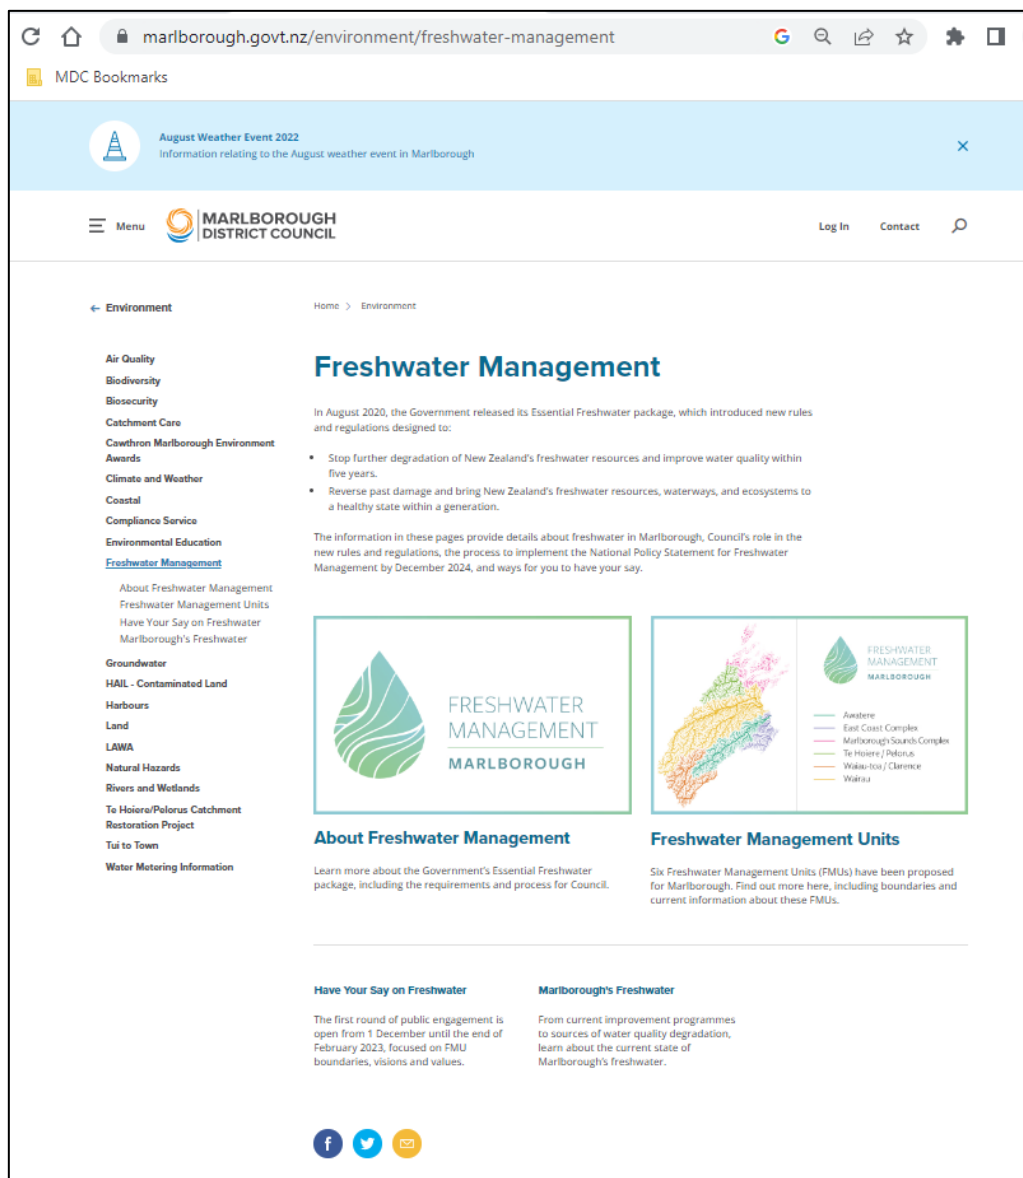 marlborough.govt.nz/environment/freshwater-management
MDC Bookmarks
August Weather Event 2022
Information relating to the August weather event in Marlborough
Menu
MARLBOROUGH
DISTRICT COUNCIL
Log In
Contact
Environment
Home > Environment
Air Quality
Biodiversity
Biosecurity
Catchment Care
Cawthron Marlborough Environment
Awards
Climate and Weather
Coastal
Compliance Service
Environmental Education
Freshwater Management
About Freshwater Management
Freshwater Management Units
Have Your Say on Freshwater
Marlborough's Freshwater
Groundwater
HAIL - Contaminated Land
Harbours
Land
LAWA
Natural Hazards
Rivers and Wetlands
Te Hoiere/Pelorus Catchment
Restoration Project
Tui to Town
Water Metering Information
Freshwater Management
In August 2020, the Government released its Essential Freshwater package, which introduced new rules
and regulations designed to:
• Stop further degradation of New Zealand's freshwater resources and improve water quality within
five years.
• Reverse past damage and bring New Zealand's freshwater resources, waterways, and ecosystems to
a healthy state within a generation.
The information in these pages provide details about freshwater in Marlborough, Council's role in the
new rules and regulations, the process to implement the National Policy Statement for Freshwater
Management by December 2024, and ways for you to have your say.
FRESHWATER
MANAGEMENT
MARLBOROUGH
FRESHWATER
MANAGEMENT
MARLBOROUGH
Awatere
East Coast Complex
Marlborough Sounds Complex
Te Hoiere / Pelorus
Waiau-toa / Clarence
Wairau
About Freshwater Management
Learn more about the Government's Essential Freshwater
package, including the requirements and process for Council.
Freshwater Management Units
Six Freshwater Management Units (FMUs) have been proposed
for Marlborough. Find out more here, including boundaries and
current information about these FMUs.
Have Your Say on Freshwater
The first round of public engagement is
open from 1 December until the end of
February 2023, focused on FMU
boundaries, visions and values.
Marlborough's Freshwater
From current improvement programmes
to sources of water quality degradation,
learn about the current state of
Marlborough's freshwater.